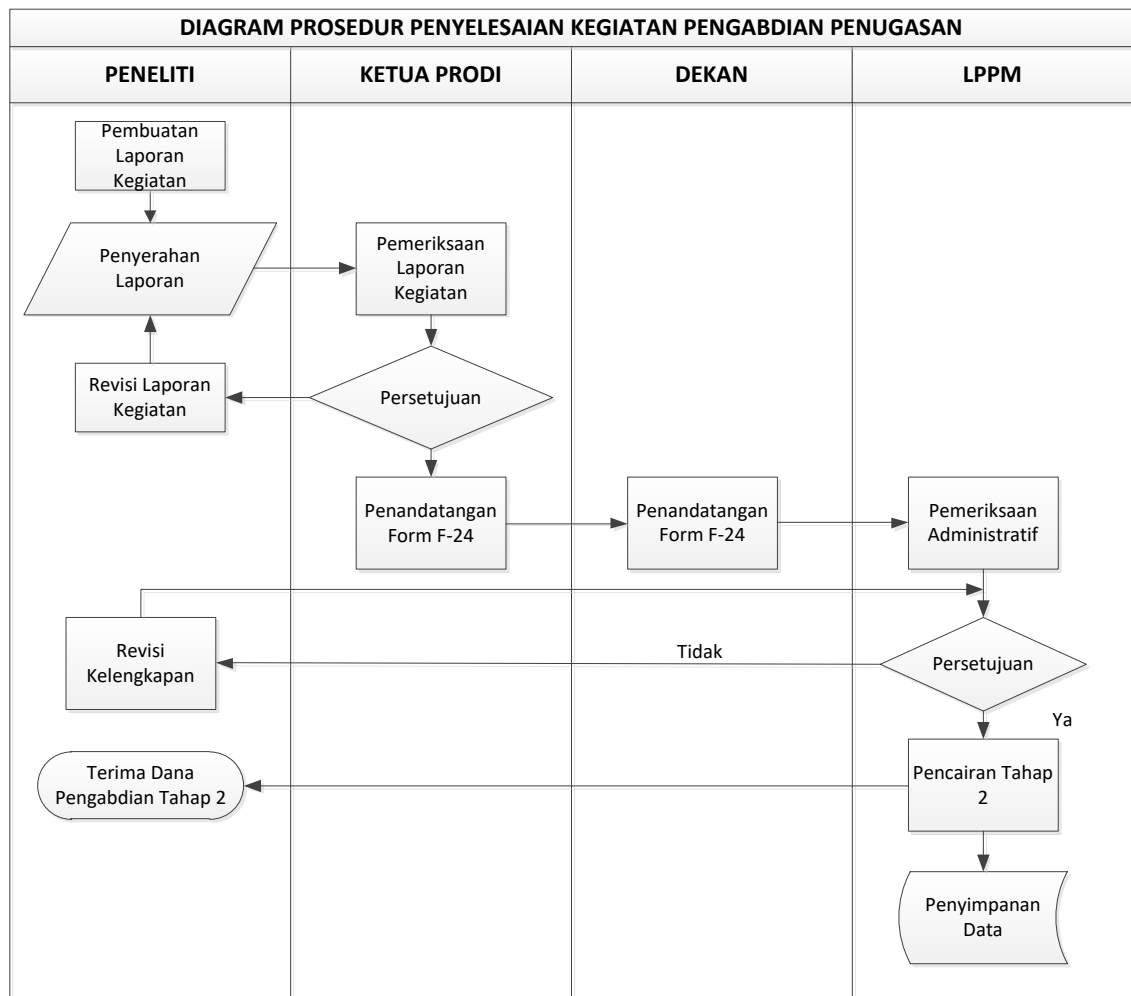 DIAGRAM PROSEDUR PENYELESAIAN KEGIATAN PENGABDIAN PENUGASAN
PENELITI
KETUA PRODI
DEKAN
LPPM
Pembuatan
Laporan
Kegiatan
Penyerahan
Laporan
Pemeriksaan
Laporan
Kegiatan
Revisi Laporan
Kegiatan
Persetujuan
Penandatangan
Form F-24
Penandatangan
Form F-24
Pemeriksaan
Administratif
Revisi
Kelengkapan
Tidak
Persetujuan
Ya
Terima Dana
Pengabdian Tahap 2
Pencairan Tahap
2
Penyimpanan
Data